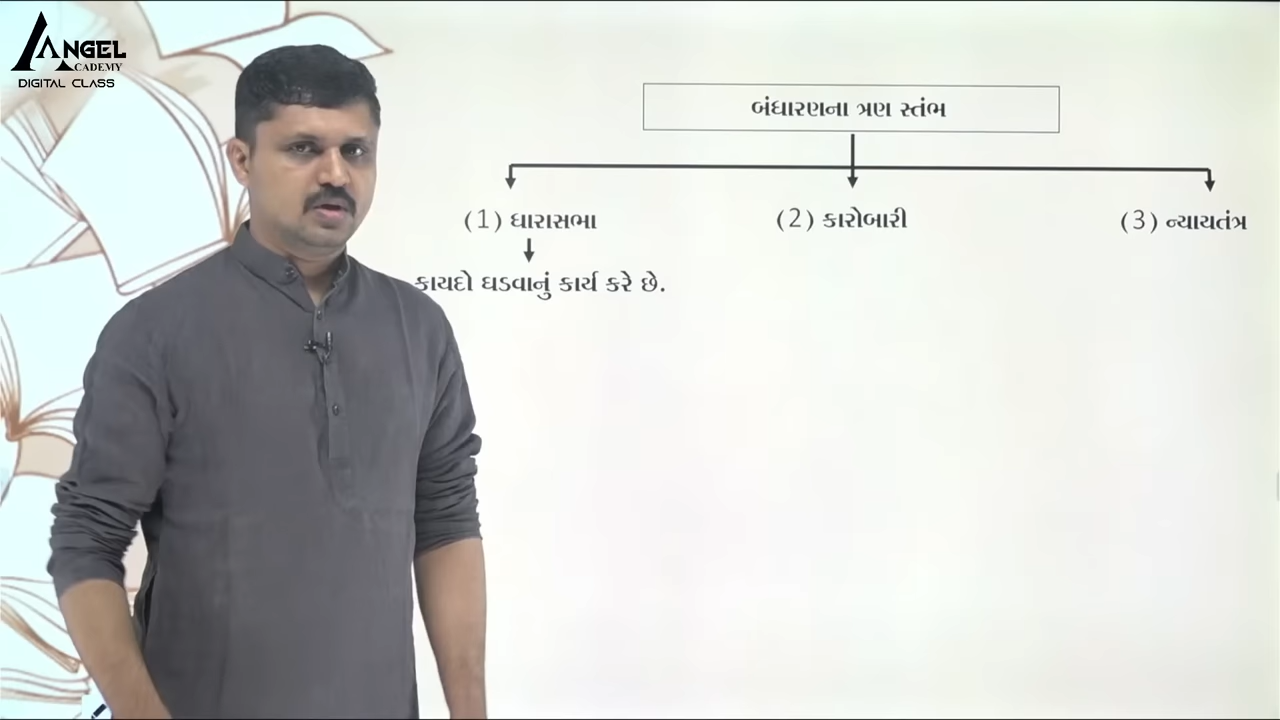 ANGEL
ACADEMY
DIGITAL CLASS
બંધારણના ત્રણ સ્તંભ
(1) ધારાસભા
(2) કારોબારી
(3) ન્યાયતંત્ર
કાયદો ઘડવાનું કાર્ય કરે છે.